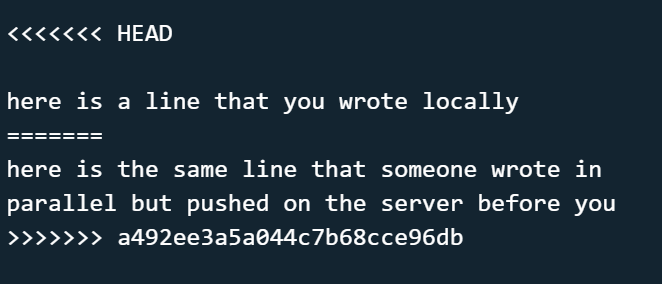 <<<<<<< HEAD
here is a line that you wrote locally
=======
here is the same line that someone wrote in
parallel but pushed on the server before you
>>>>>>> a492ee3a5a044c7b68cce96db